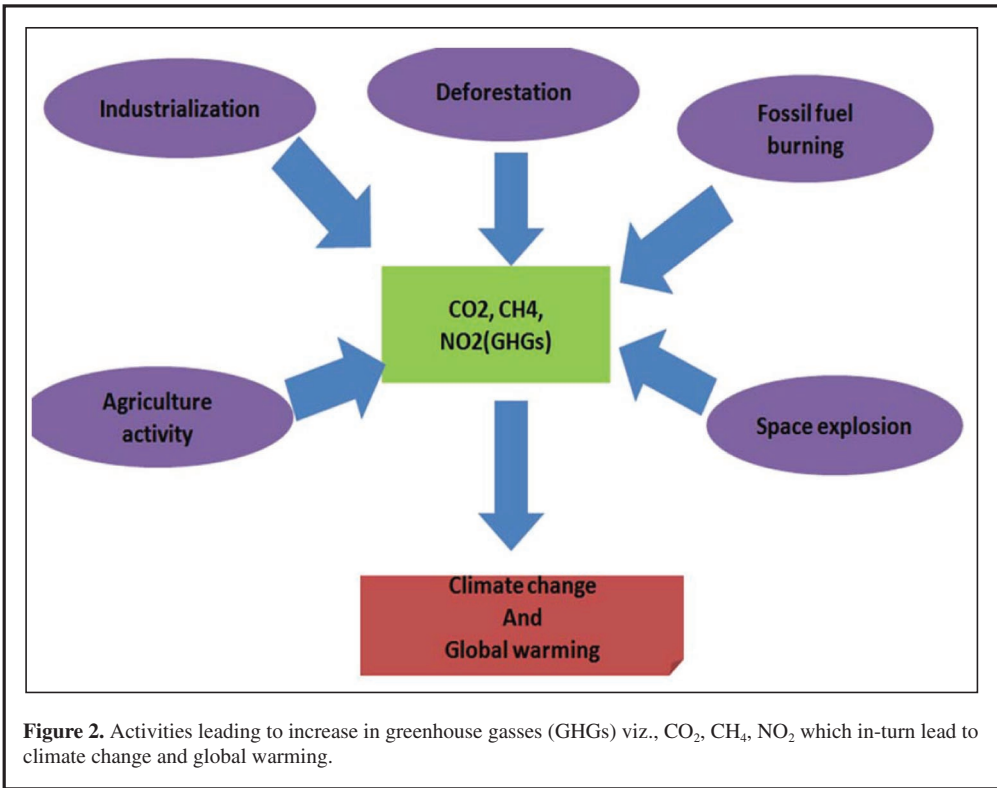 Industrialization
Deforestation
Fossil fuel
burning
CO2, CH4,
NO2(GHGs)
Agriculture
activity
Space explosion
Climate change
And
Global warming
Figure 2. Activities leading to increase in greenhouse gasses (GHGs) viz., CO₂, CH₄, NO₂ which in-turn lead to
climate change and global warming.